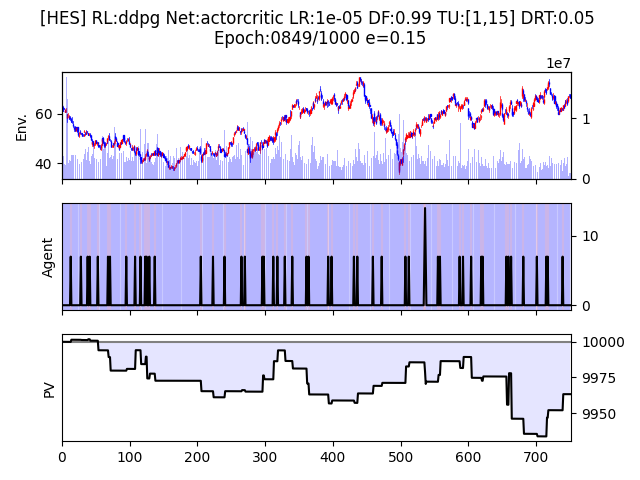 [HES] RL:ddpg Net:actorcritic LR:1e-05 DF:0.99 TU:[1,15] DRT:0.05
Epoch:0849/1000 e=0.15
1e7
Env.
60
40
1
0
Agent
10
0
PV
10000
9975
9950
0 100 200 300 400 500 600 700